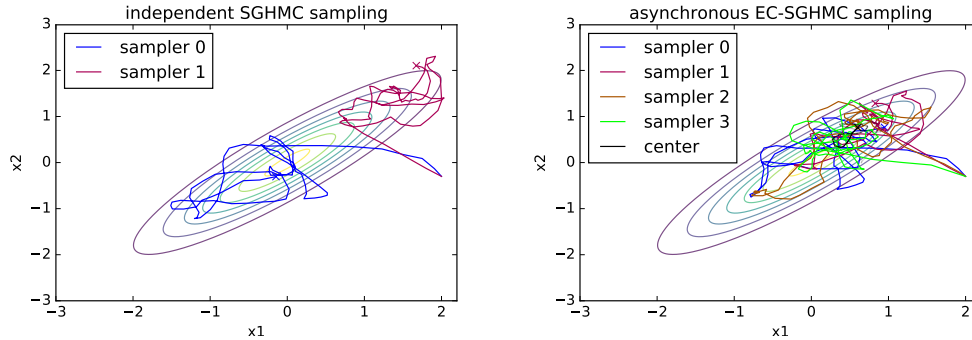 independent SGHMC sampling
3
2
1
0
−1
−2
−3
x2
−3
−2
−1
0
1
2
x1
sampler 0
sampler 1
asynchronous EC-SGHMC sampling
3
2
1
0
−1
−2
−3
x2
−3
−2
−1
0
1
2
x1
sampler 0
sampler 1
sampler 2
sampler 3
center